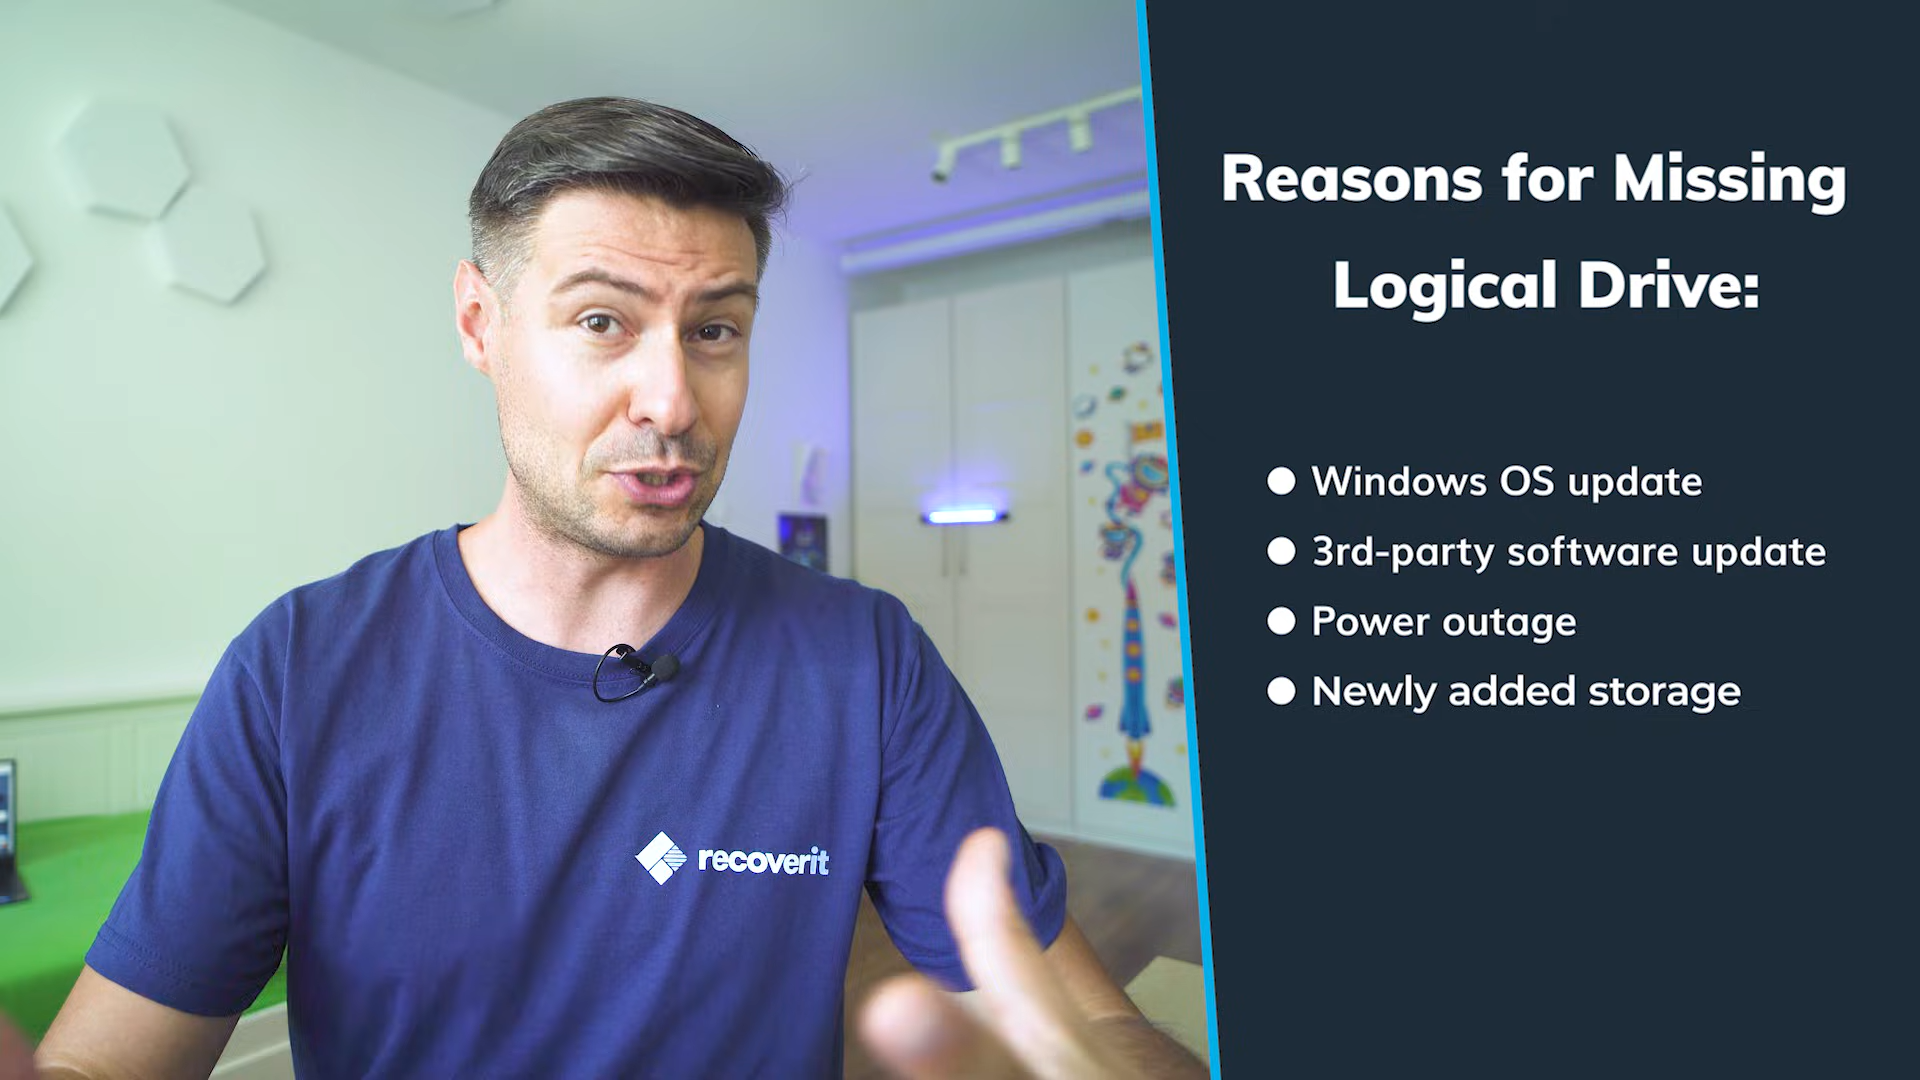 Reasons for Missing
Logical Drive:
● Windows OS update
● 3rd-party software update
● Power outage
● Newly added storage
recoverit